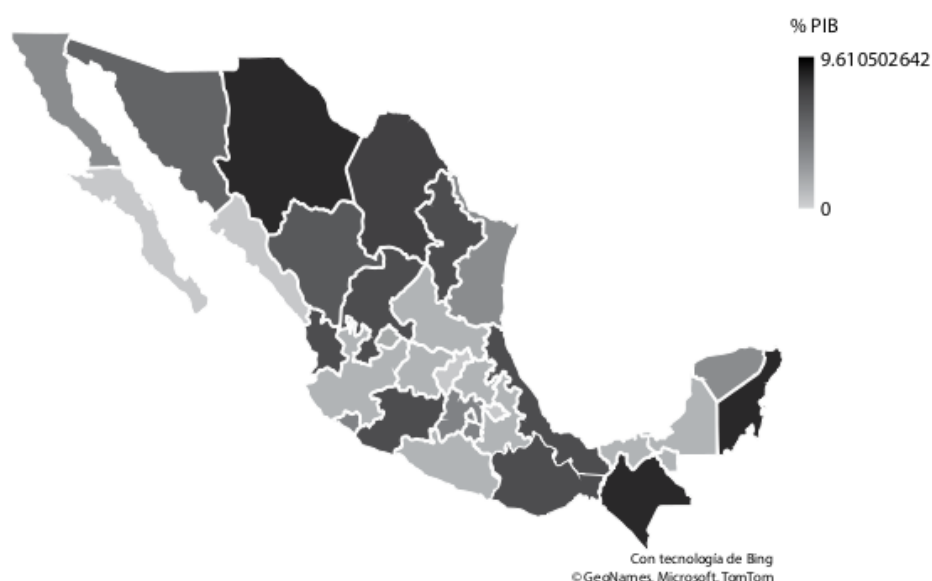 % PIB
9.610502642
0
Con tecnología de Bing
© GeoNames, Microsoft, TomTom